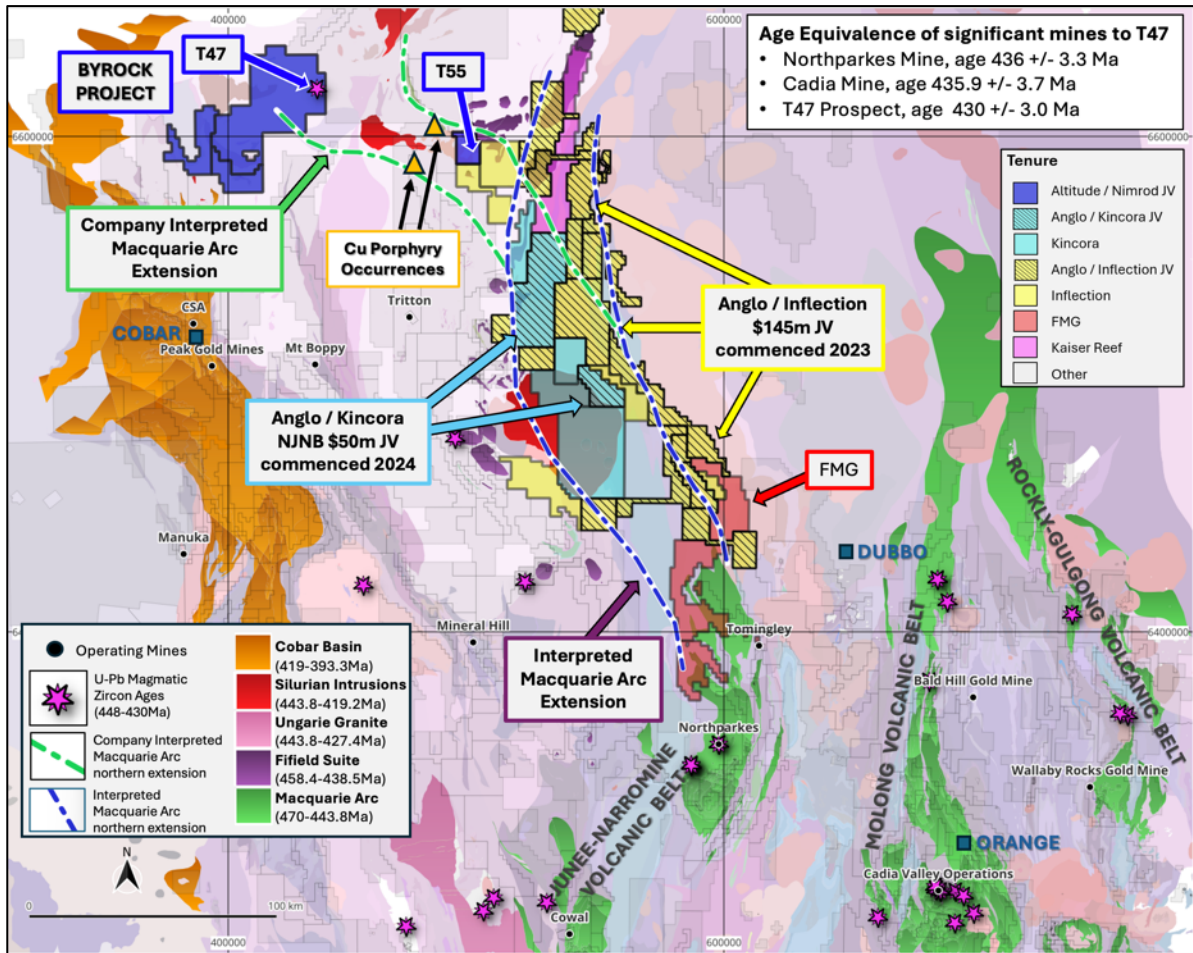 400000
600000
Age Equivalence of significant mines to T47
• Northparkes Mine, age 436 +/- 3.3 Ma
• Cadia Mine, age 435.9 +/- 3.7 Ma
• T47 Prospect, age 430 +/- 3.0 Ma
BYROCK
PROJECT
T47
T55
6600000
6600000
Tenure
Altitude / Nimrod JV
Anglo / Kincora JV
Kincora
Anglo / Inflection JV
Inflection
FMG
Kaiser Reef
Other
Company Interpreted
Macquarie Arc
Extension
Cu Porphyry
Occurrences
Tritton
CSA
COBAR
Peak Gold Mines
Mt Boppy
Anglo / Inflection
$145m JV
commenced 2023
Anglo / Kincora
NJNB $50m JV
commenced 2024
FMG
Manuka
DUBBO
ROCKLY-GULGONG VOLCANIC BELT
MOLONG VOLCANIC BELT
Mineral Hill
Tomingley
6400000
Bald Hill Gold Mine
Interpreted
Macquarie Arc
Extension
Northparkes
Wallaby Rocks Gold Mine
JUNEE-NARROMINE
VOLCANIC BELT
ORANGE
Cadia Valley Operations
Cowal
Operating Mines
U-Pb Magmatic
Zircon Ages
(448-430Ma)
Company Interpreted
Macquarie Arc
northern extension
Interpreted
Macquarie Arc
northern extension
Cobar Basin
(419-393.3Ma)
Silurian Intrusions
(443.8-419.2Ma)
Ungarie Granite
(443.8-427.4Ma)
Fifield Suite
(458.4-438.5Ma)
Macquarie Arc
(470-443.8Ma)
N
0 100 km
400000
600000